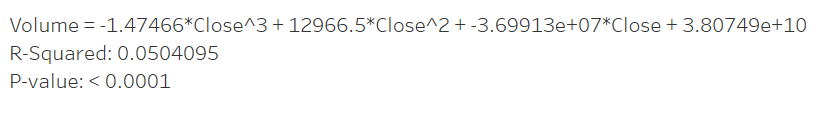 Volume = -1.47466*Close^3 + 12966.5*Close^2 + -3.69913e+07*Close + 3.80749e+10
R-Squared: 0.0504095
P-value: < 0.0001